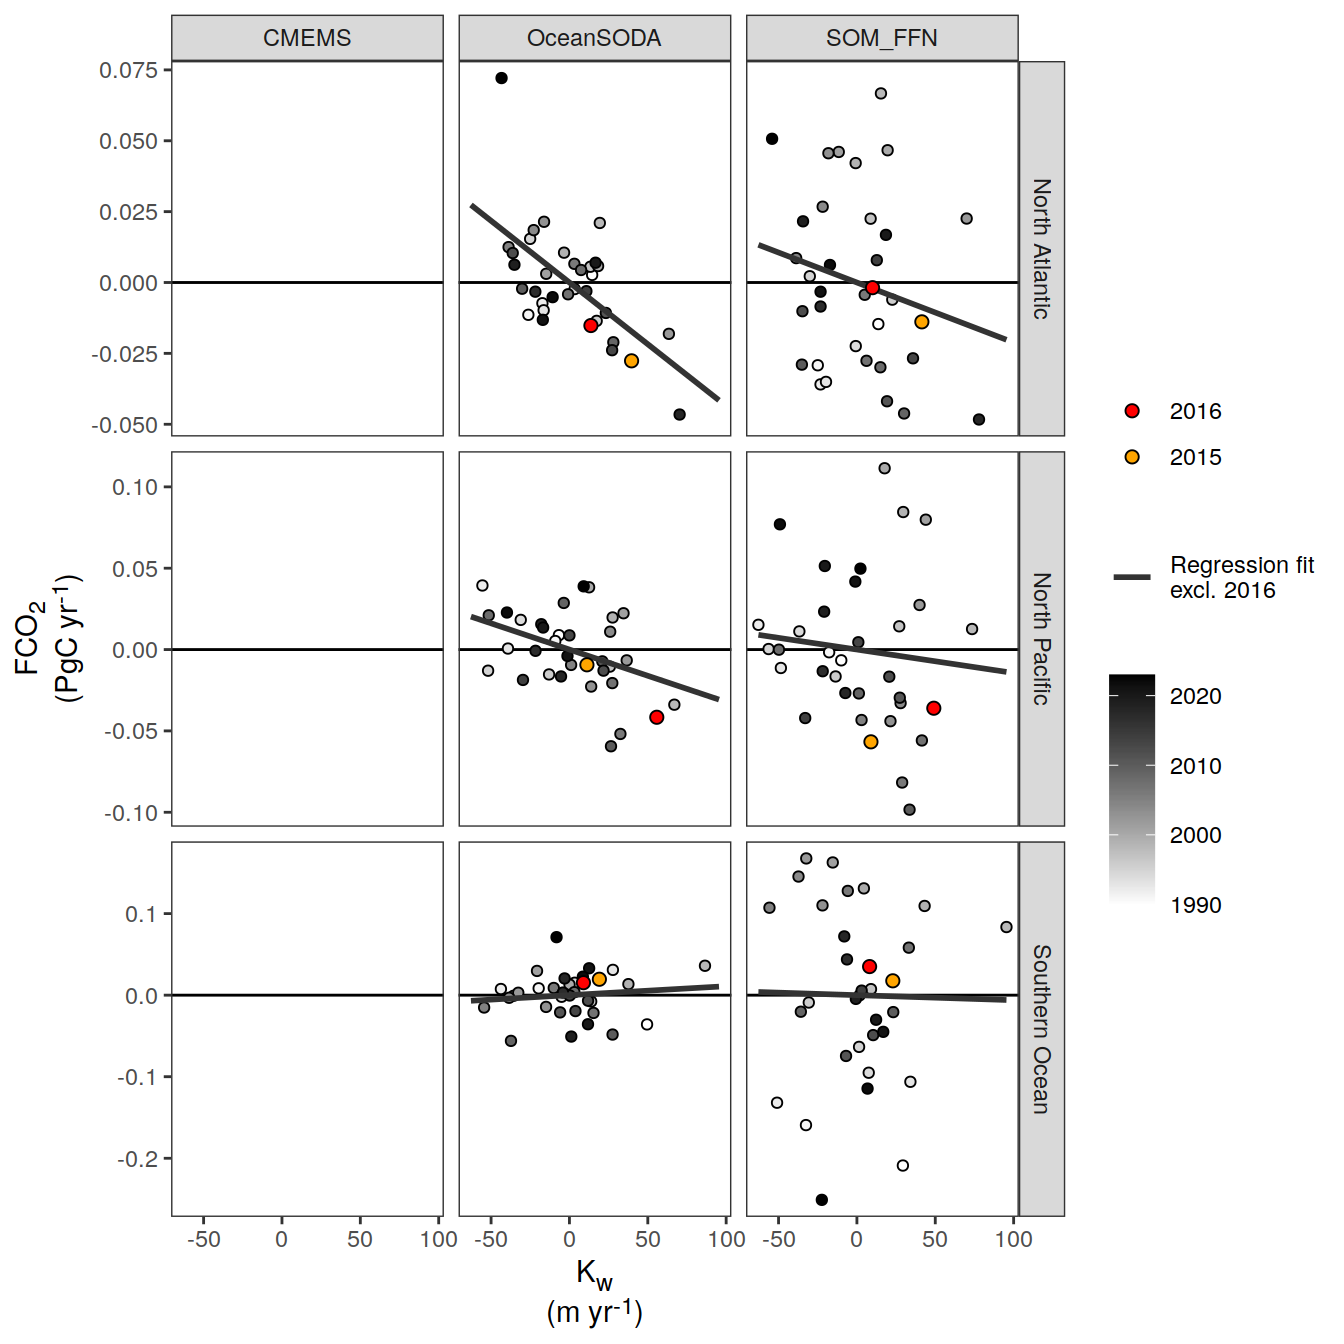 CMEMS OceanSODA SOM_FFN
0.075
0.050
0.025
0.000
-0.025
-0.050
North Atlantic
0.10
0.05
0.00
-0.05
-0.10
North Pacific
0.1
0.0
-0.1
-0.2
Southern Ocean
-50 0 50 100 -50 0 50 100 -50 0 50 100
FCO₂
(PgC yr⁻¹)
K_w
(m yr⁻¹)
2016
2015
Regression fit
excl. 2016
2020
2010
2000
1990